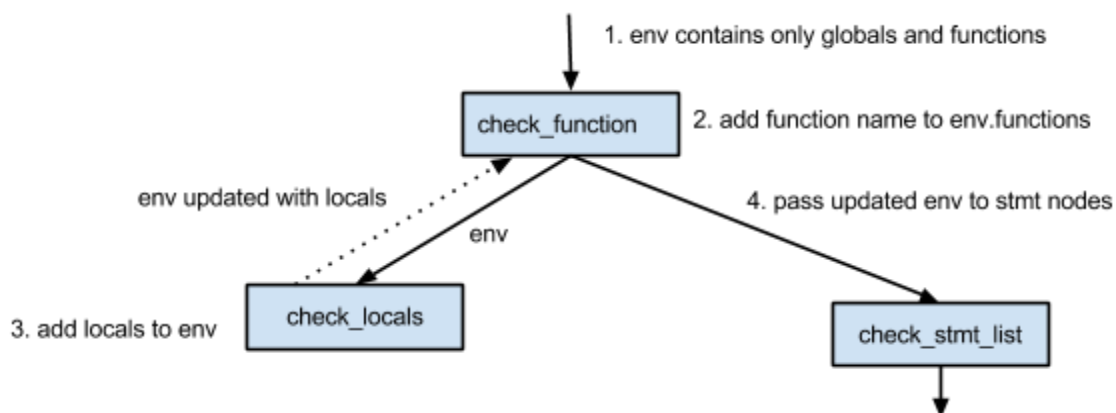 1. env contains only globals and functions
check_function
2. add function name to env.functions
env updated with locals
4. pass updated env to stmt nodes
env
3. add locals to env
check_locals
check_stmt_list